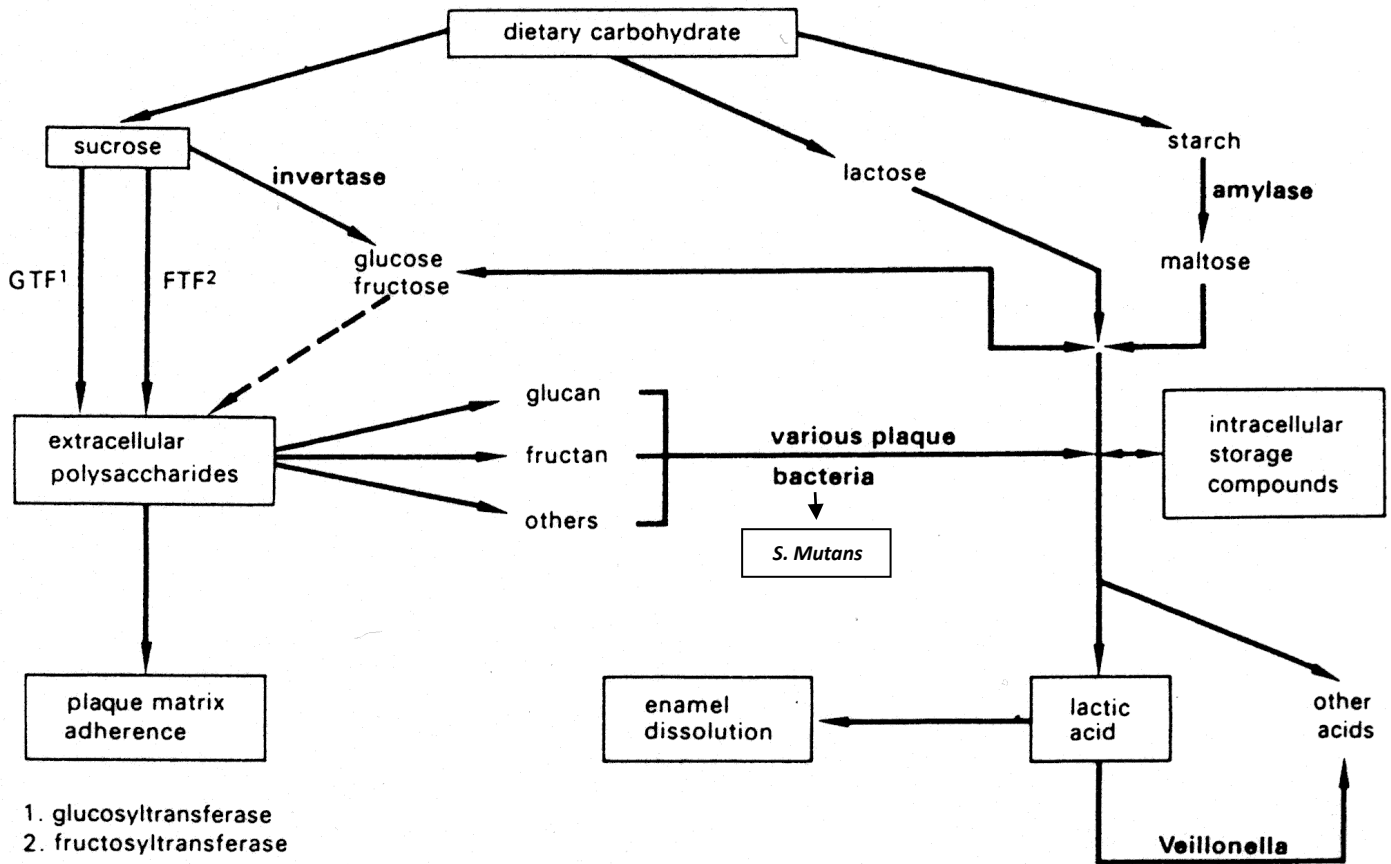 dietary carbohydrate
sucrose
starch
invertase
lactose
amylase
GTF¹
FTF²
glucose
fructose
maltose
glucan
extracellular
polysaccharides
fructan
various plaque
bacteria
others
intracellular
storage
compounds
S. Mutans
plaque matrix
adherence
enamel
dissolution
lactic
acid
other
acids
1. glucosyltransferase
2. fructosyltransferase
Veillonella